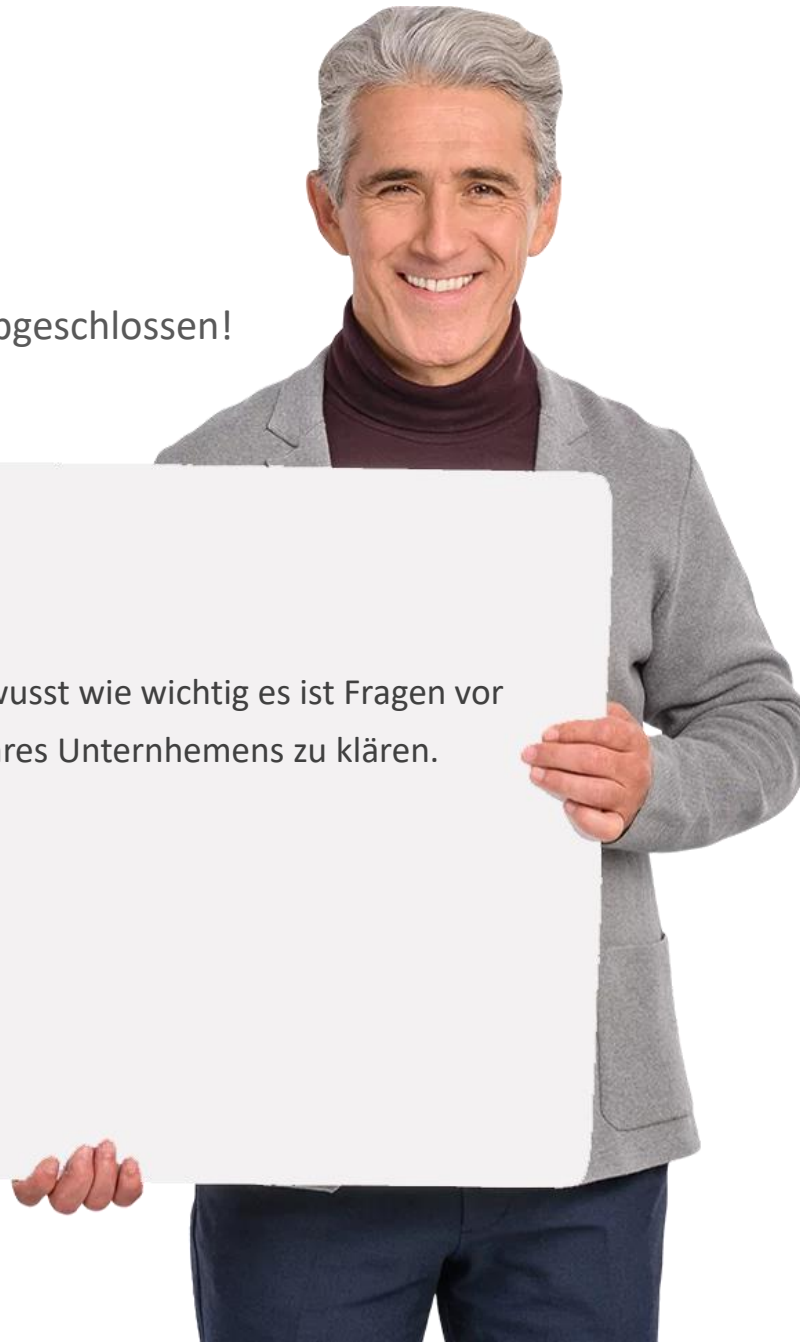 bgeschlossen!
wusst wie wichtig es ist Fragen vor
res Unternhemens zu klären.